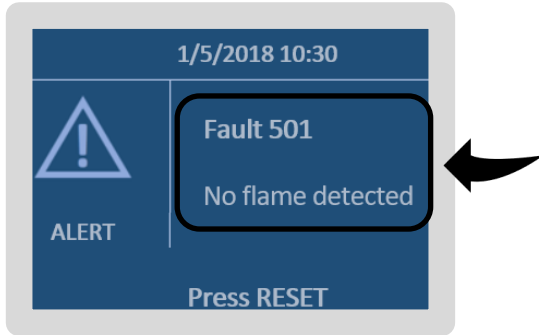 1/5/2018 10:30
Fault 501
No flame detected
ALERT
Press RESET